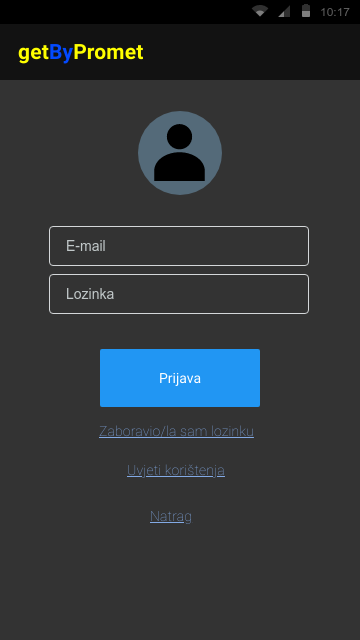 10:17
getByPromet
E-mail
Lozinka
Prijava
Zaboravio/la sam lozinku
Uvjeti korištenja
Natrag